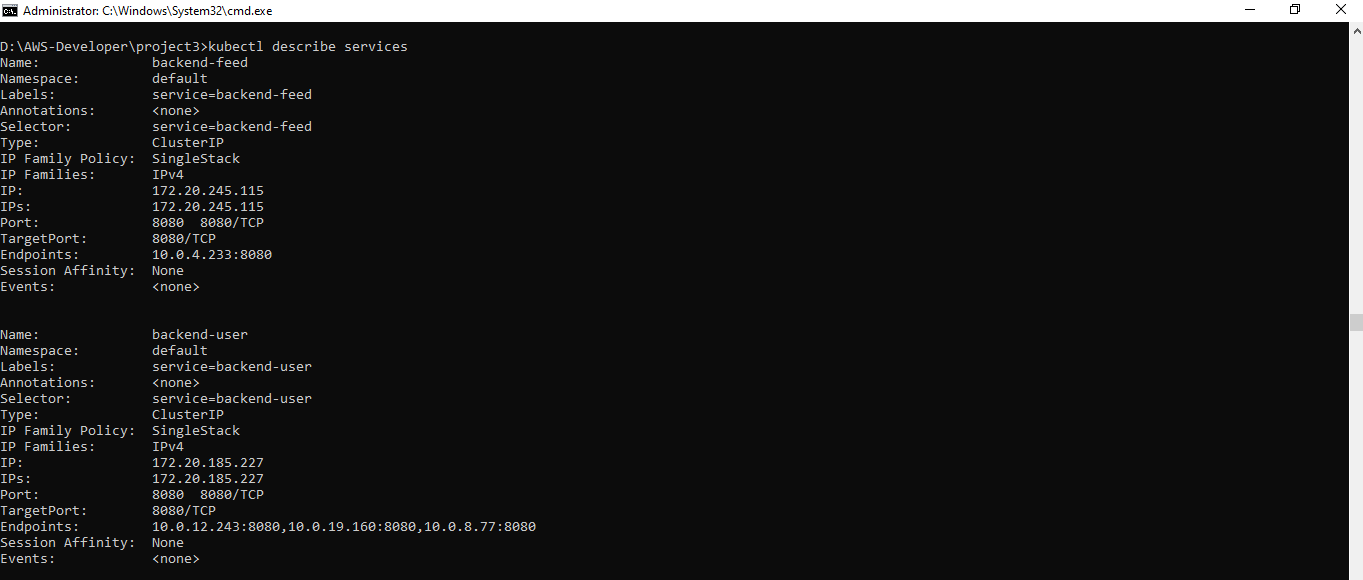 Administrator: C:\Windows\System32\cmd.exe
D:\AWS-Developer\project3>kubectl describe services
Name:              backend-feed
Namespace:         default
Labels:            service=backend-feed
Annotations:       <none>
Selector:          service=backend-feed
Type:              ClusterIP
IP Family Policy:  SingleStack
IP Families:       IPv4
IP:                172.20.245.115
IPs:               172.20.245.115
Port:              8080  8080/TCP
TargetPort:        8080/TCP
Endpoints:         10.0.4.233:8080
Session Affinity:  None
Events:            <none>
Name:              backend-user
Namespace:         default
Labels:            service=backend-user
Annotations:       <none>
Selector:          service=backend-user
Type:              ClusterIP
IP Family Policy:  SingleStack
IP Families:       IPv4
IP:                172.20.185.227
IPs:               172.20.185.227
Port:              8080  8080/TCP
TargetPort:        8080/TCP
Endpoints:         10.0.12.243:8080,10.0.19.160:8080,10.0.8.77:8080
Session Affinity:  None
Events:            <none>